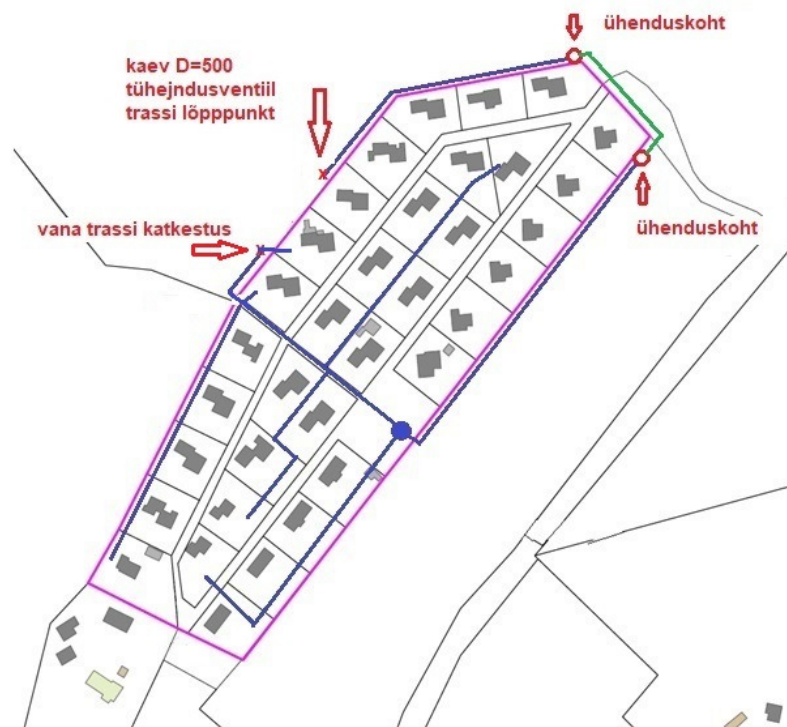 ühenduskoht
kaev D=500
tühejndusventiil
trassi lõpppunkt
x
vana trassi katkestus
x
ühenduskoht